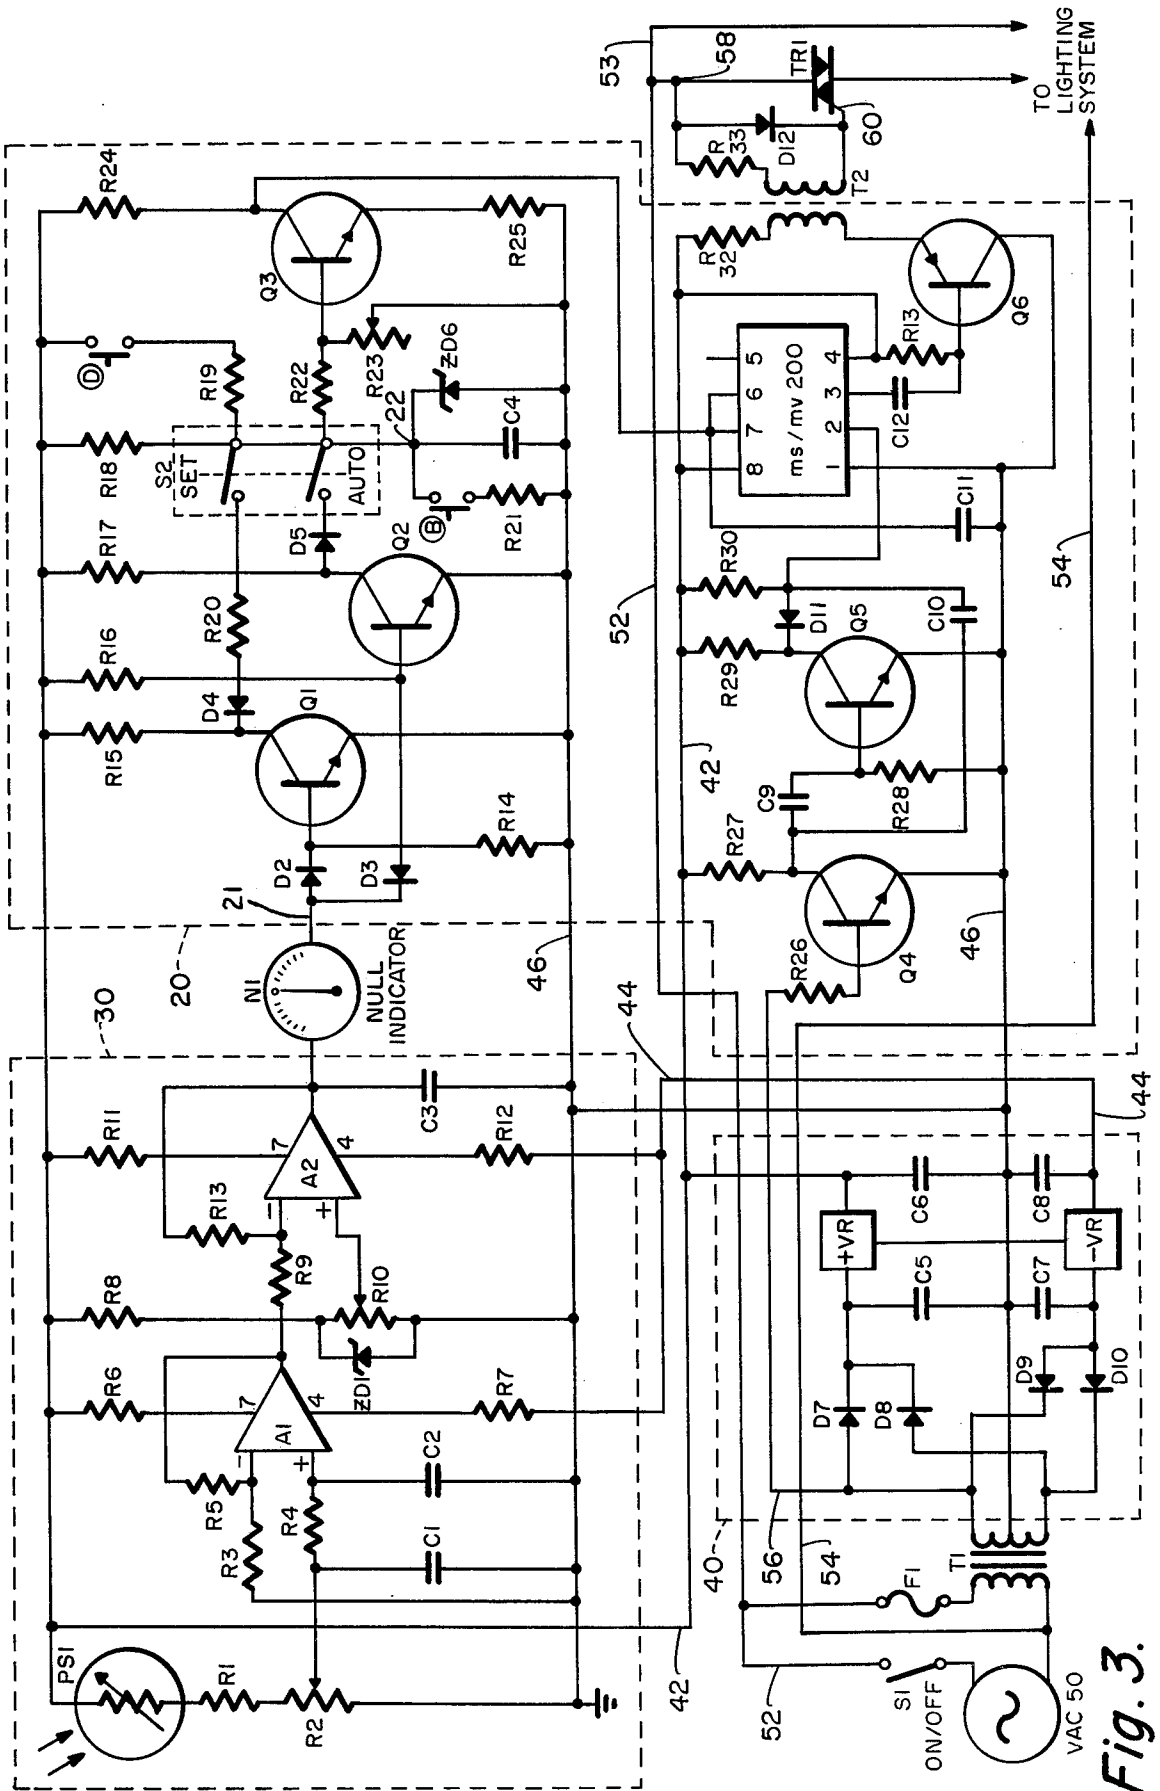 PS1
R1
R2
R3
R4
R5
R6
R7
R8
R9
R10
R11
R12
R13
C1
C2
C3
A1
A2
7
4
7
4
−
+
−
+
ZD1
30
N1
NULL
INDICATOR
20
21
D2
D3
R14
R15
R16
R17
R18
R19
R20
R21
R22
R23
R24
R25
D4
D5
Q1
Q2
Q3
S2
SET
AUTO
D
B
22
C4
ZD6
46
42
44
44
52
S1
ON/OFF
VAC 50
F1
T1
40
54
56
D7
D8
D9
D10
C5
C6
C7
C8
+VR
−VR
R26
R27
R28
R29
R30
Q4
Q5
C9
C10
C11
C12
D11
42
46
52
54
ms/mv 200
8
7
6
5
1
2
3
4
R13
Q6
R
32
T2
R
33
D12
TR1
60
58
53
TO
LIGHTING
SYSTEM
Fig. 3.